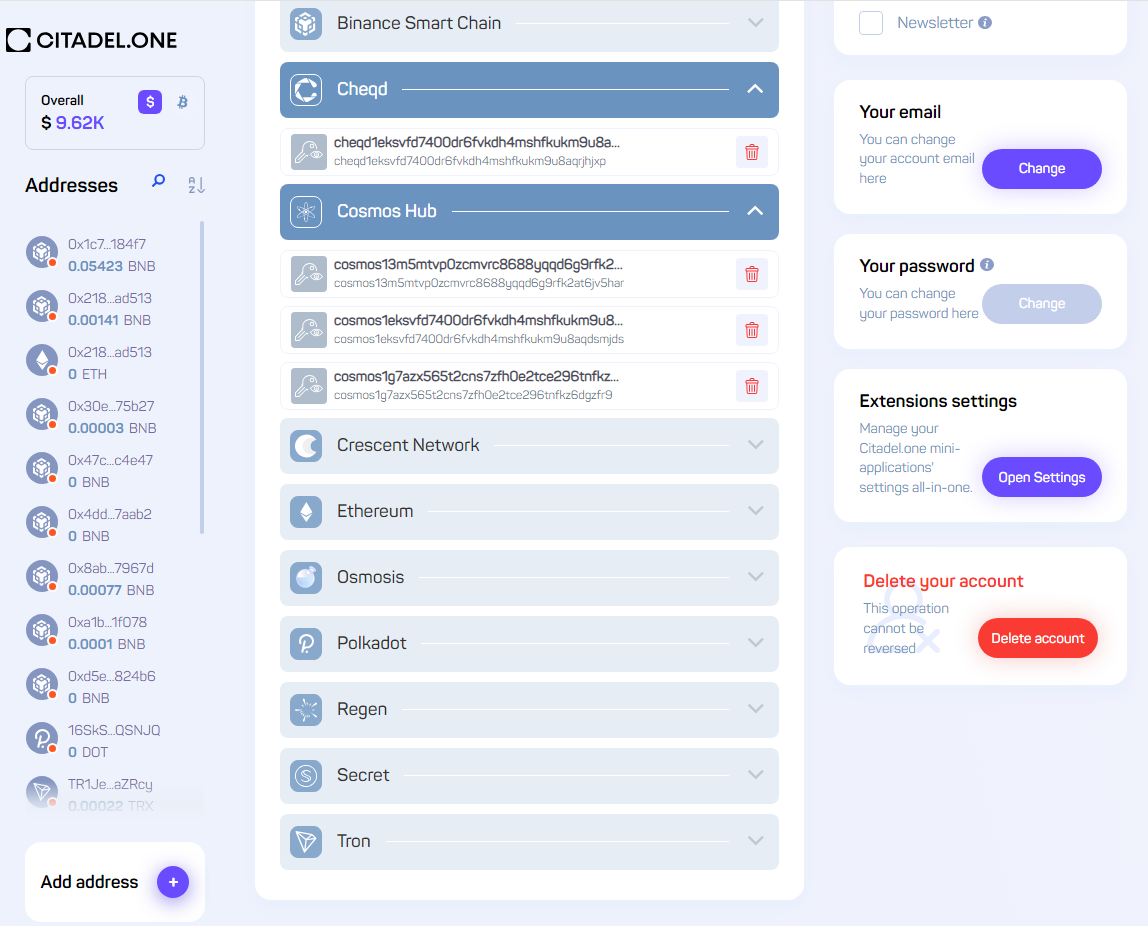 CITADEL.ONE
Overall
$ 9.62K
$
Addresses
0x1c7...184f7
0.05423 BNB
0x218...ad513
0.00141 BNB
0x218...ad513
0 ETH
0x30e...75b27
0.00003 BNB
0x47c...c4e47
0 BNB
0x4dd...7aab2
0 BNB
0x8ab...7967d
0.00077 BNB
0xa1b...1f078
0.0001 BNB
0xd5e...824b6
0 BNB
16SkS...QSNJQ
0 DOT
TR1Je...aZRcy
0.00022 TRX
Add address
+
Binance Smart Chain
Cheqd
cheqd1eksvfd7400dr6fvkdh4mshfkukm9u8a...
cheqd1eksvfd7400dr6fvkdh4mshfkukm9u8aqrjhjxp
Cosmos Hub
cosmos13m5mtvp0zcmvrc8688yqqd6g9rfk2...
cosmos13m5mtvp0zcmvrc8688yqqd6g9rfk2at6jv5har
cosmos1eksvfd7400dr6fvkdh4mshfkukm9u8...
cosmos1eksvfd7400dr6fvkdh4mshfkukm9u8aqdsmjds
cosmos1g7azx565t2cns7zfh0e2tce296tnfkz...
cosmos1g7azx565t2cns7zfh0e2tce296tnfkz6dgzfr9
Crescent Network
Ethereum
Osmosis
Polkadot
Regen
Secret
Tron
Newsletter
Your email
You can change
your account email
here
Change
Your password
You can change
your password here
Change
Extensions settings
Manage your
Citadel.one mini-
applications'
settings all-in-one.
Open Settings
Delete your account
This operation
cannot be
reversed
Delete account